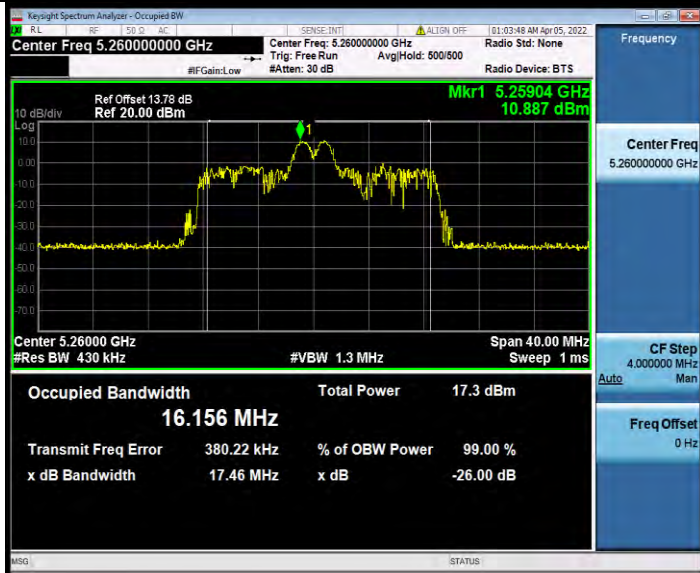 Keysight Spectrum Analyzer - Occupied BW
RL RF 50 Ω AC SENSE:INT ALIGN OFF 01:03:48 AM Apr 05, 2022
Center Freq 5.260000000 GHz
Center Freq: 5.260000000 GHz
Radio Std: None
Trig: Free Run Avg|Hold: 500/500
#IFGain:Low #Atten: 30 dB Radio Device: BTS
Frequency
Mkr1 5.25904 GHz
10.887 dBm
Ref Offset 13.78 dB
10 dB/div Ref 20.00 dBm
Log
1
10.0
0.00
-10.0
-20.0
-30.0
-40.0
-50.0
-60.0
-70.0
Center 5.26000 GHz Span 40.00 MHz
#Res BW 430 kHz #VBW 1.3 MHz Sweep 1 ms
Occupied Bandwidth Total Power 17.3 dBm
16.156 MHz
Transmit Freq Error 380.22 kHz % of OBW Power 99.00 %
x dB Bandwidth 17.46 MHz x dB -26.00 dB
Center Freq
5.260000000 GHz
CF Step
4.000000 MHz
Auto Man
Freq Offset
0 Hz
MSG STATUS